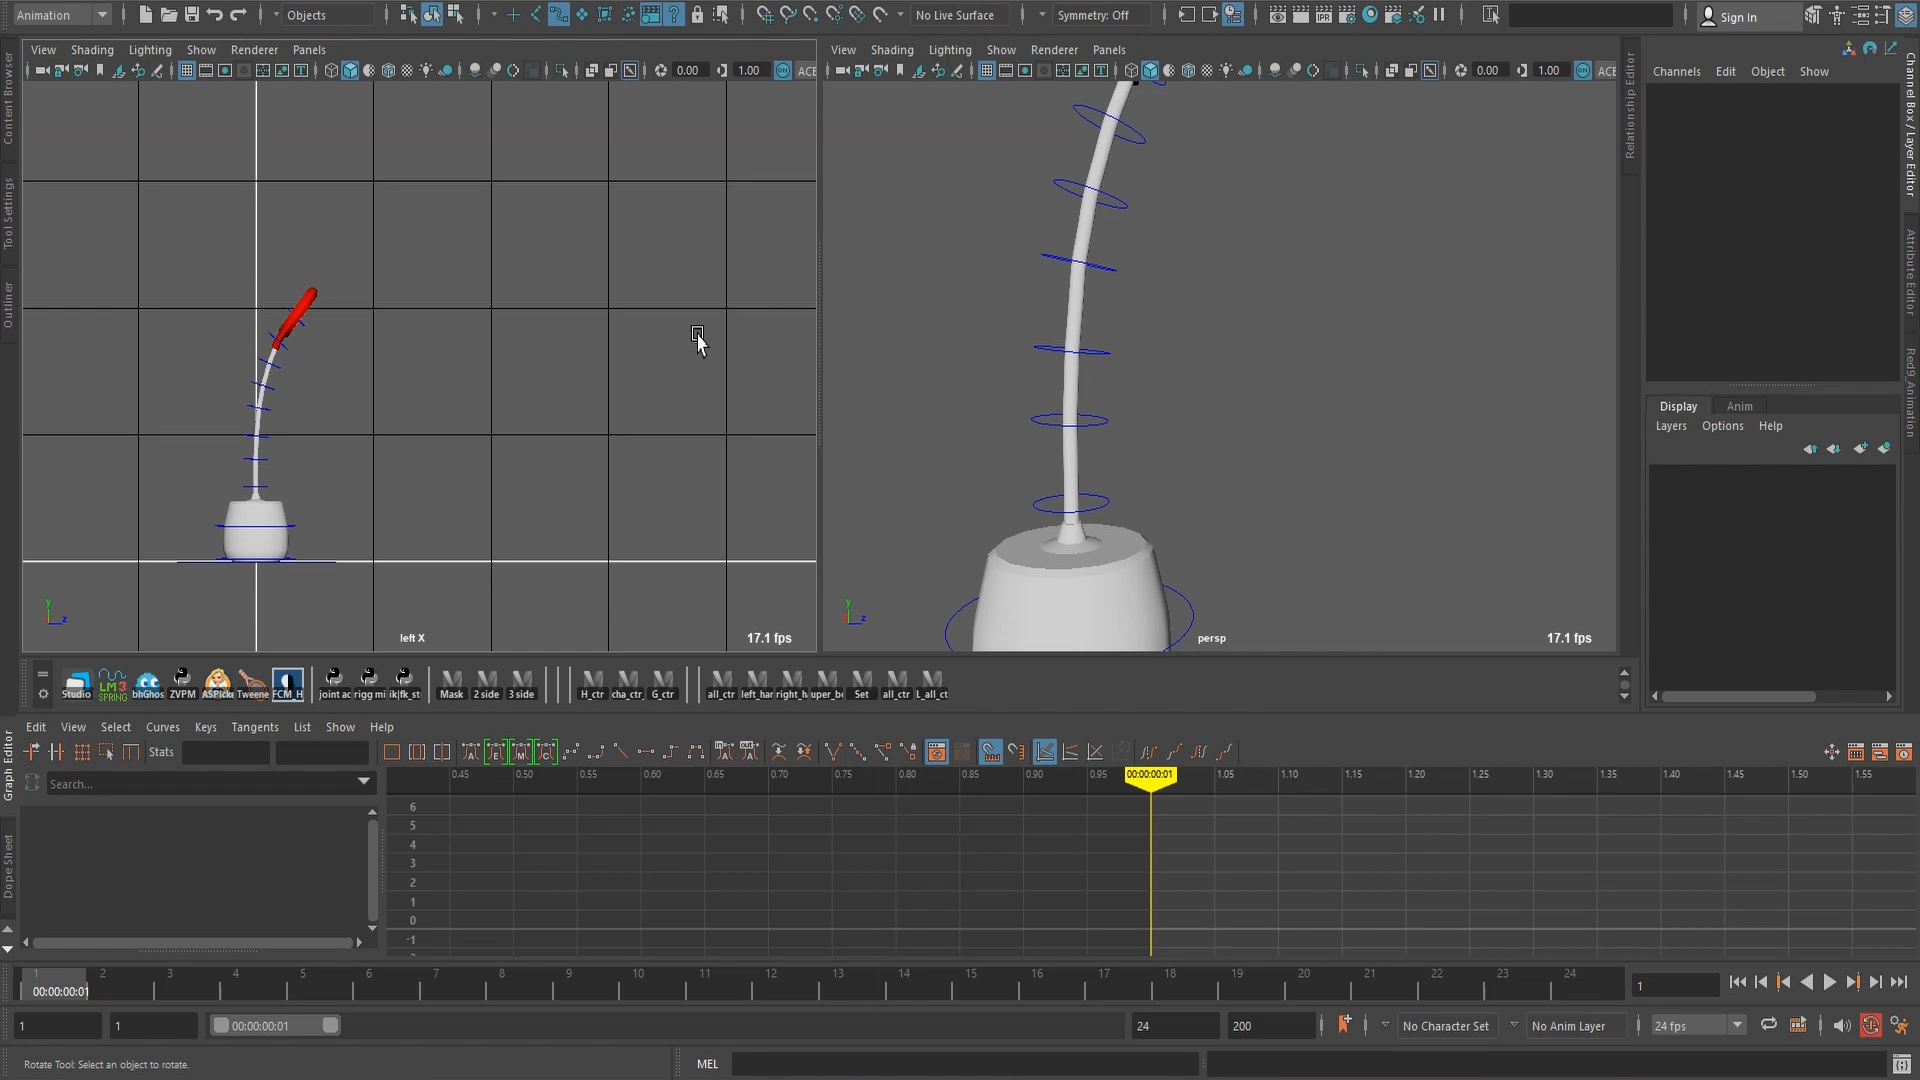 Animation
Objects
No Live Surface
Symmetry: Off
Sign In
View Shading Lighting Show Renderer Panels
0.00
1.00
ON
ACE
View Shading Lighting Show Renderer Panels
0.00
1.00
ON
ACE
Channels Edit Object Show
Content Browser
Tool Settings
Outliner
Relationship Editor
Channel Box / Layer Editor
Attribute Editor
Red9_Animation
Display Anim
Layers Options Help
y
z
left X
17.1 fps
y
z
persp
17.1 fps
Studio
LM3 SPRING
bhGhos
ZVPM
ASPicke
Tweene
FCM_H
joint ac
rigg mi
ik|fk_st
Mask
2 side
3 side
H_ctr
cha_ctr_
G_ctr
all_ctr
left_har
right_h
uper_b
Set
all_ctr
L_all_ct
Edit View Select Curves Keys Tangents List Show Help
Stats
Graph Editor
Dope Sheet
Search...
0.45 0.50 0.55 0.60 0.65 0.70 0.75 0.80 0.85 0.90 0.95 00:00:00:01 1.05 1.10 1.15 1.20 1.25 1.30 1.35 1.40 1.45 1.50 1.55
6
5
4
3
2
1
0
-1
1 2 3 4 5 6 7 8 9 10 11 12 13 14 15 16 17 18 19 20 21 22 23 24
00:00:00:01
1
1
1
00:00:00:01
24
200
No Character Set
No Anim Layer
24 fps
Rotate Tool: Select an object to rotate.
MEL